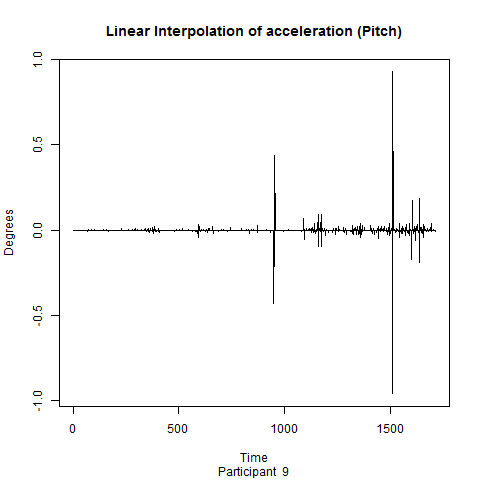 Linear Interpolation of acceleration (Pitch)
1.0
0.5
0.0
-0.5
-1.0
Degrees
0 500 1000 1500
Time
Participant 9